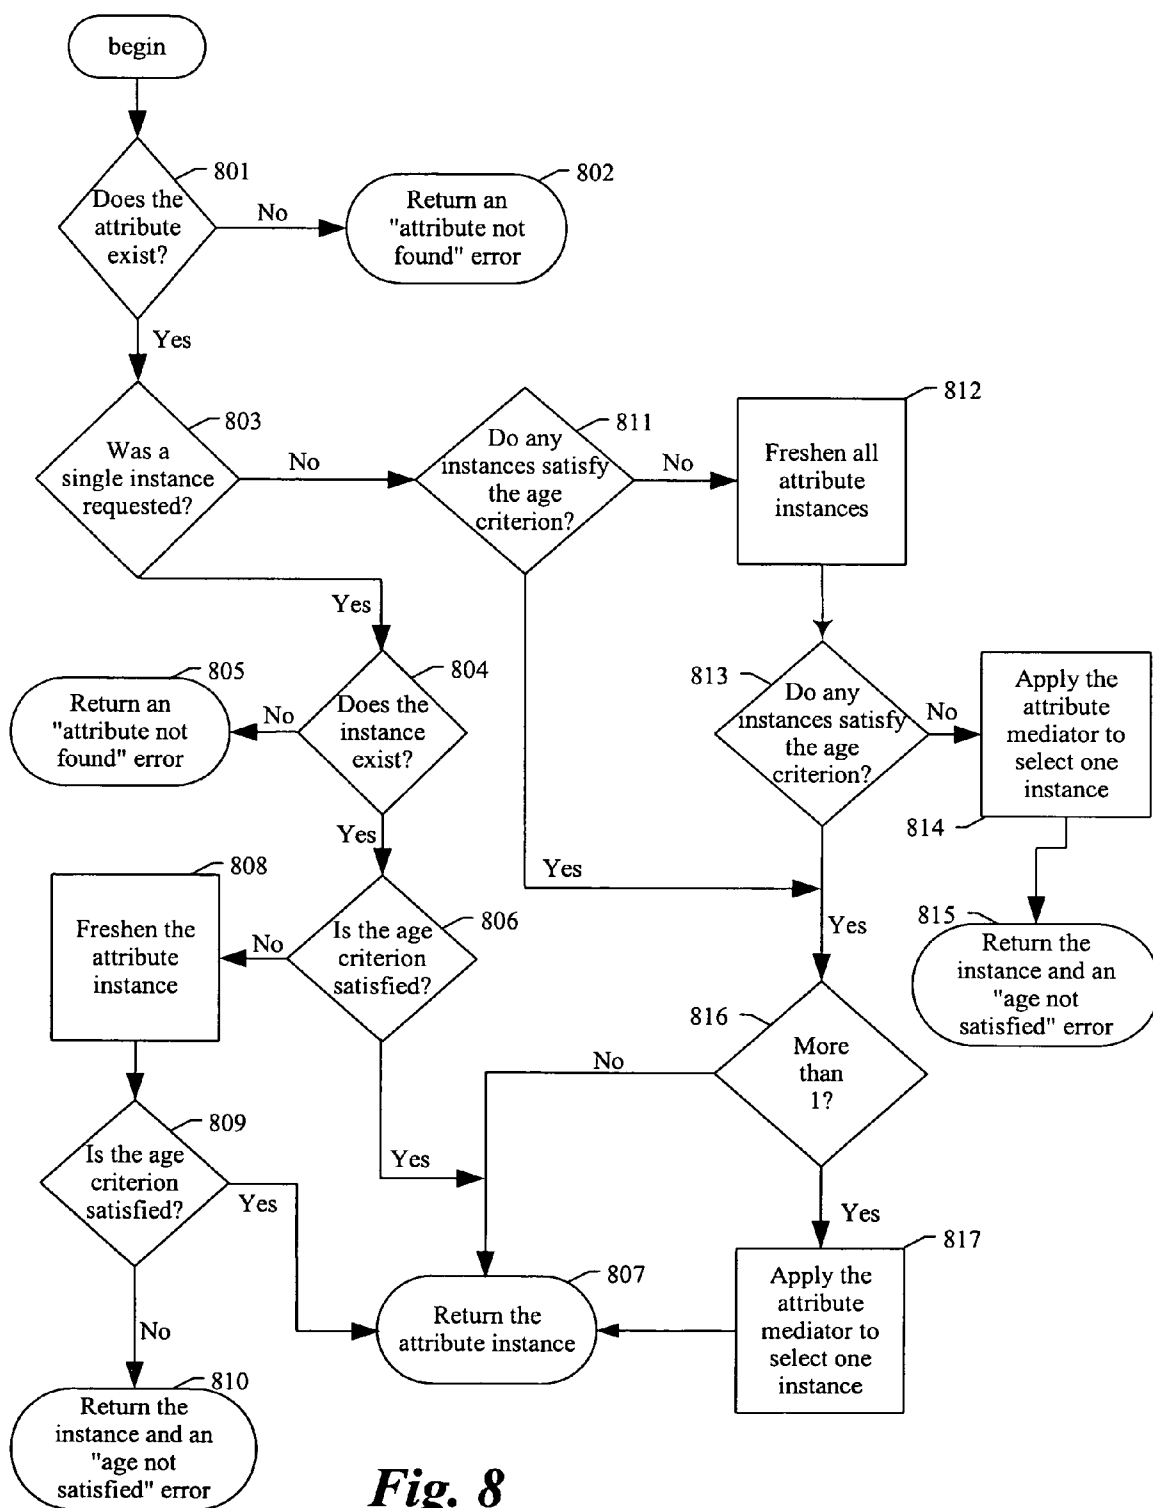 begin
801
Does the
attribute
exist?
No
802
Return an
"attribute not
found" error
Yes
803
Was a
single instance
requested?
No
811
Do any
instances satisfy
the age
criterion?
No
812
Freshen all
attribute
instances
Yes
805
Return an
"attribute not
found" error
No
804
Does the
instance
exist?
813
Do any
instances satisfy
the age
criterion?
No
Apply the
attribute
mediator to
select one
instance
814
Yes
Yes
808
Freshen the
attribute
instance
No
806
Is the age
criterion
satisfied?
Yes
815
Return the
instance and an
"age not
satisfied" error
816
More
than
1?
No
809
Is the age
criterion
satisfied?
Yes
Yes
Yes
817
Apply the
attribute
mediator to
select one
instance
807
Return the
attribute instance
No
810
Return the
instance and an
"age not
satisfied" error
Fig. 8